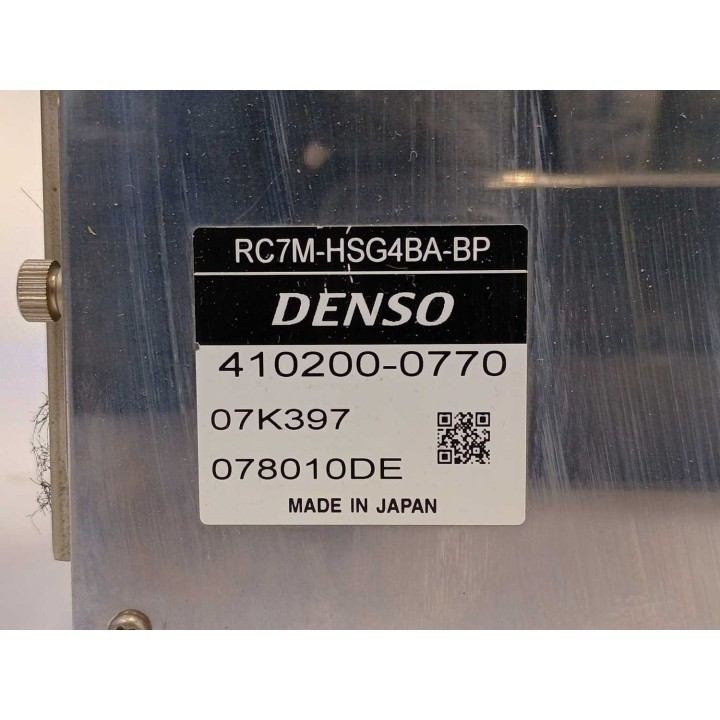 RC7M-HSG4BA-BP
DENSO
410200-0770
07K397
078010DE
MADE IN JAPAN